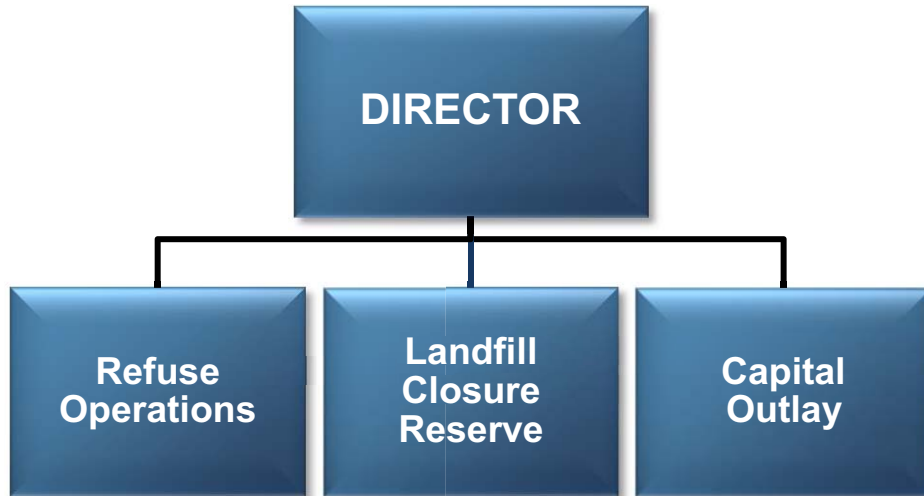 DIRECTOR
Refuse
Operations
Landfill
Closure
Reserve
Capital
Outlay